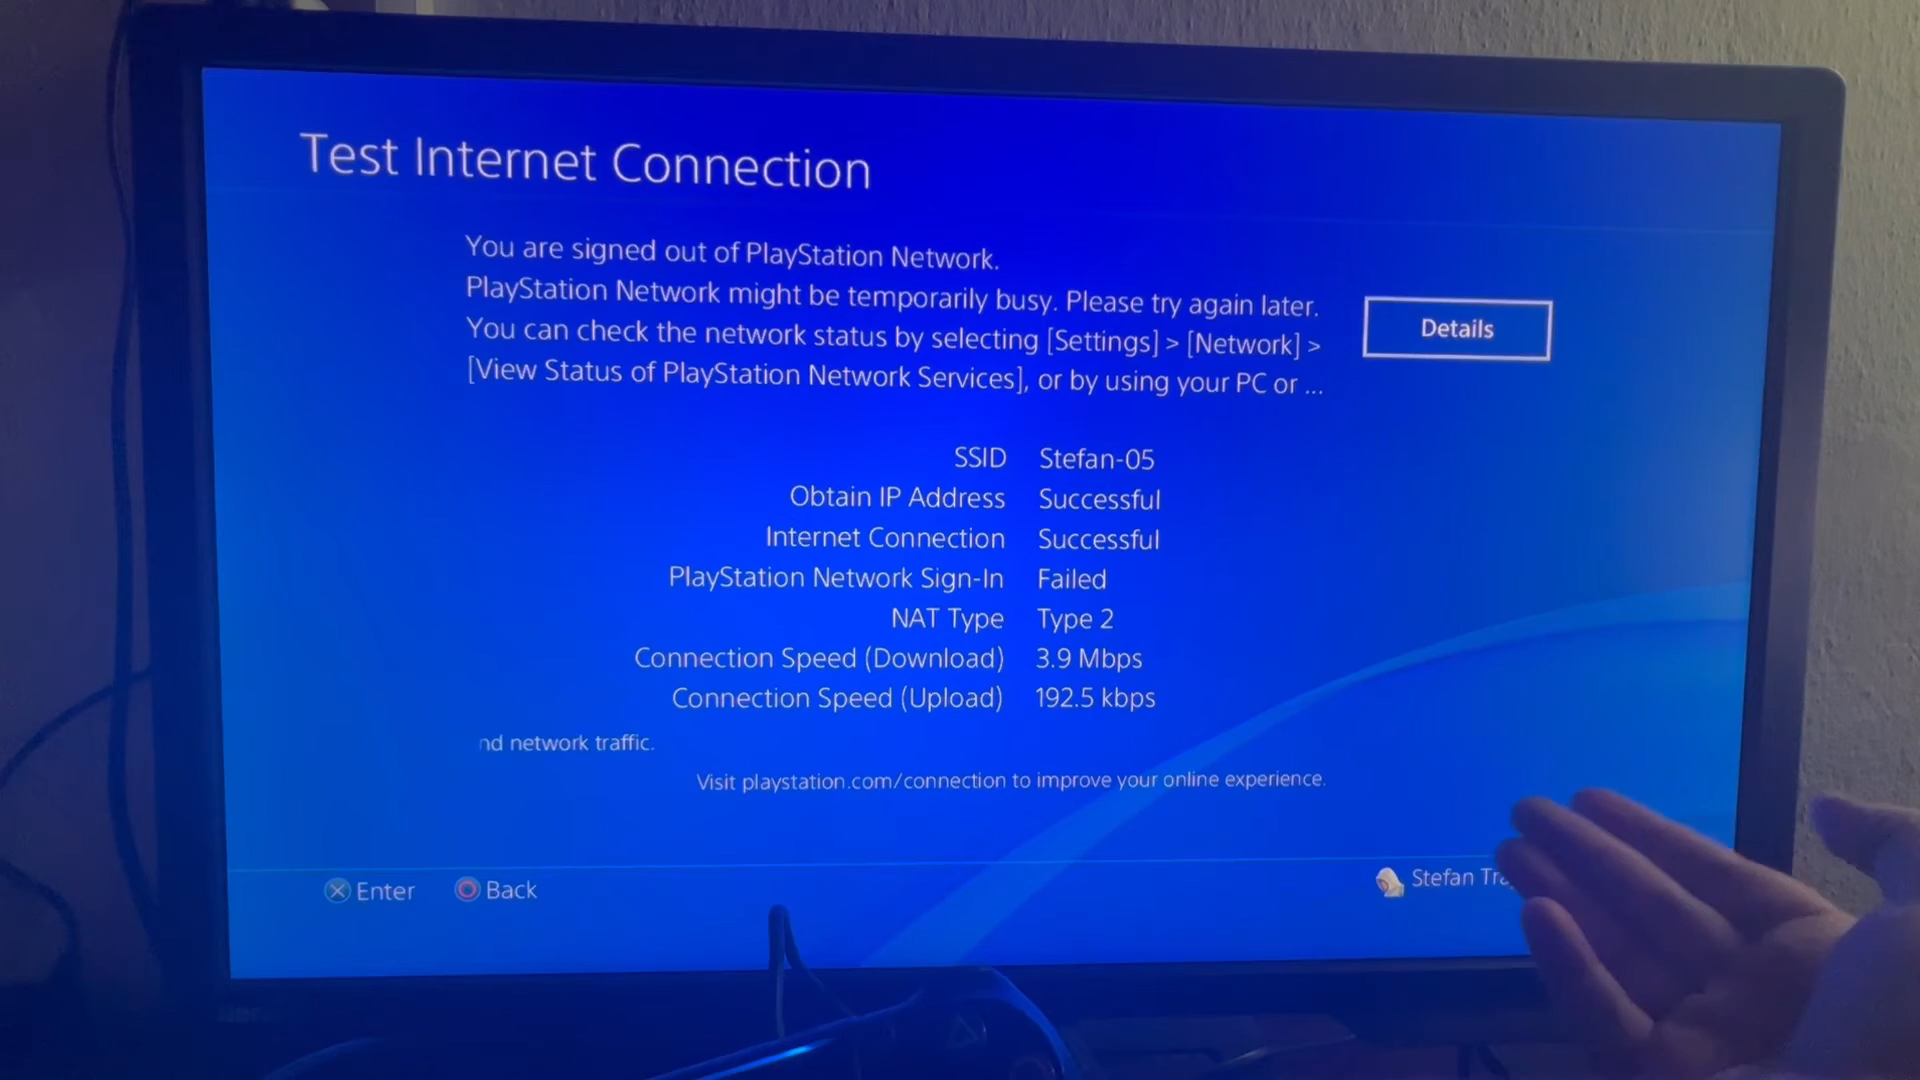 Test Internet Connection
You are signed out of PlayStation Network.
PlayStation Network might be temporarily busy. Please try again later.
You can check the network status by selecting [Settings] > [Network] >
[View Status of PlayStation Network Services], or by using your PC or ...
Details
SSID Stefan-05
Obtain IP Address Successful
Internet Connection Successful
PlayStation Network Sign-In Failed
NAT Type Type 2
Connection Speed (Download) 3.9 Mbps
Connection Speed (Upload) 192.5 kbps
nd network traffic.
Visit playstation.com/connection to improve your online experience.
Enter Back
Stefan